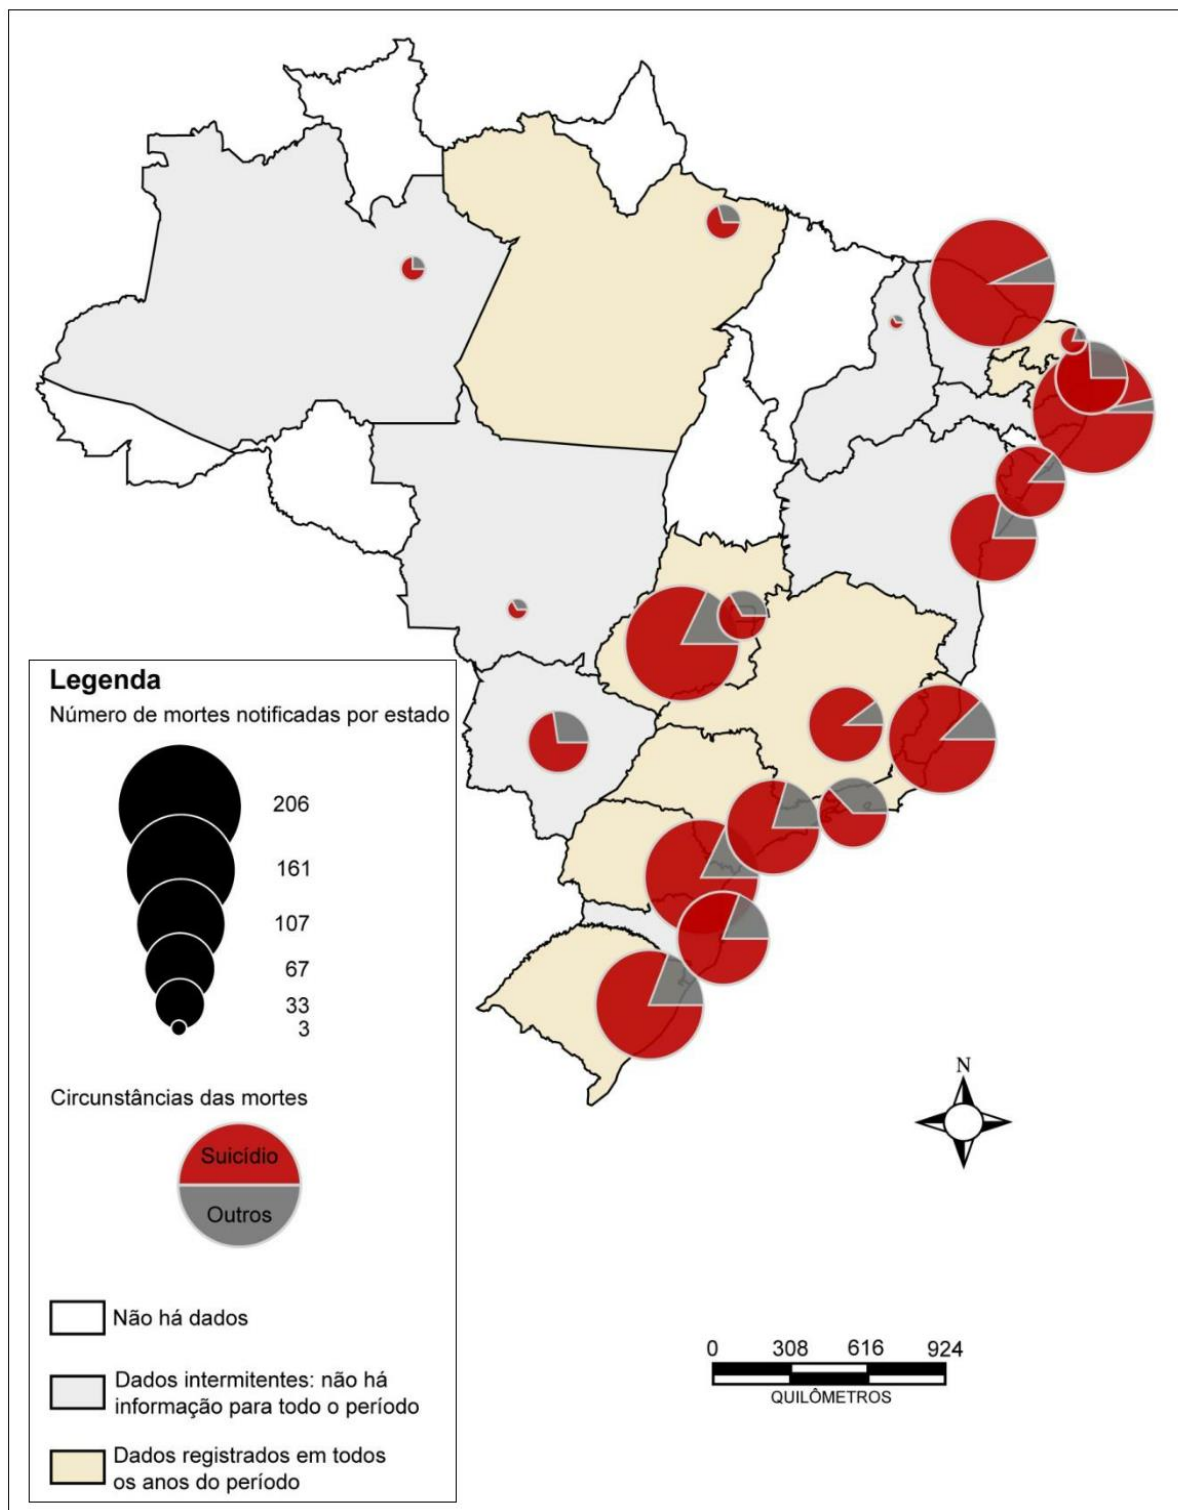 Legenda
Número de mortes notificadas por estado
206
161
107
67
33
3
Circunstâncias das mortes
Suicídio
Outros
Não há dados
Dados intermitentes: não há
informação para todo o período
Dados registrados em todos
os anos do período
N
0 308 616 924
QUILÔMETROS